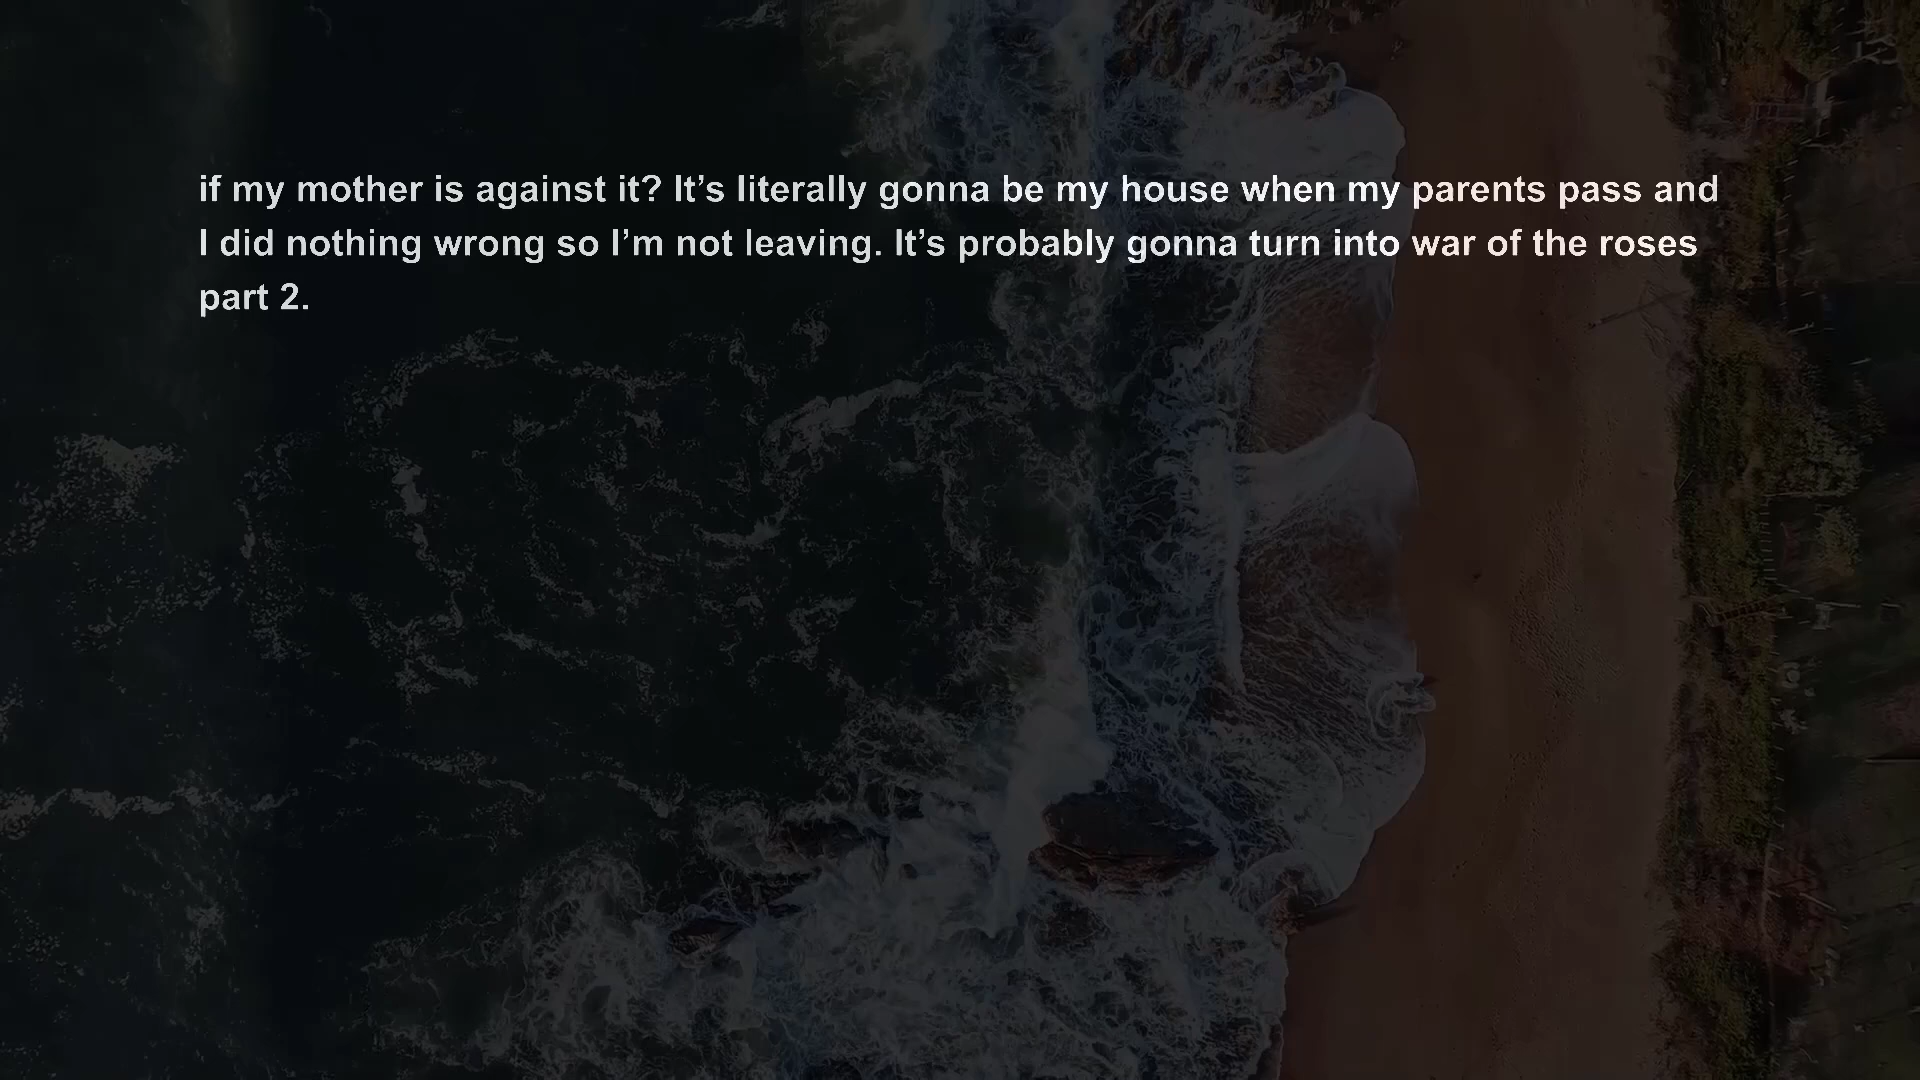 if my mother is against it? It’s literally gonna be my house when my parents pass and
I did nothing wrong so I’m not leaving. It’s probably gonna turn into war of the roses
part 2.